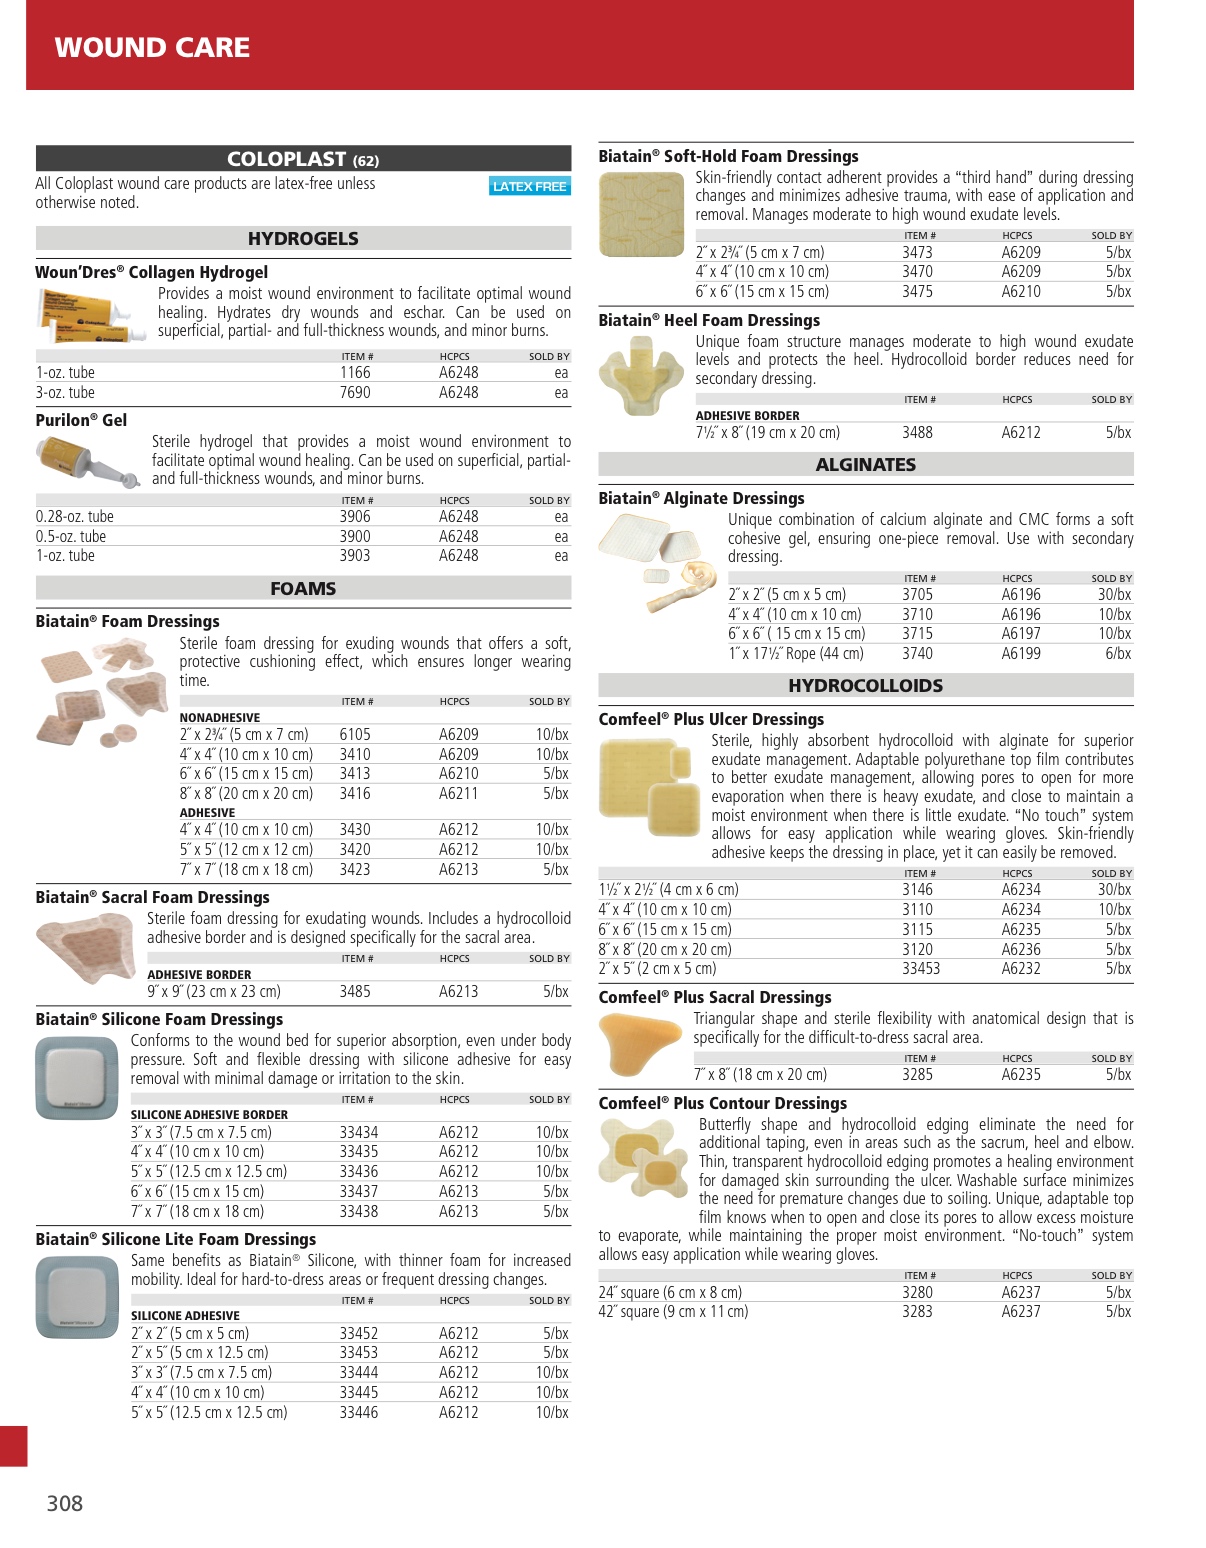 WOUND CARE
COLOPLAST (62)
All Coloplast wound care products are latex-free unless
otherwise noted.
LATEX FREE
HYDROGELS
Woun’Dres® Collagen Hydrogel
Provides a moist wound environment to facilitate optimal wound
healing. Hydrates dry wounds and eschar. Can be used on
superficial, partial- and full-thickness wounds, and minor burns.
ITEM # HCPCS SOLD BY
1-oz. tube 1166 A6248 ea
3-oz. tube 7690 A6248 ea
Purilon® Gel
Sterile hydrogel that provides a moist wound environment to
facilitate optimal wound healing. Can be used on superficial, partial-
and full-thickness wounds, and minor burns.
ITEM # HCPCS SOLD BY
0.28-oz. tube 3906 A6248 ea
0.5-oz. tube 3900 A6248 ea
1-oz. tube 3903 A6248 ea
FOAMS
Biatain® Foam Dressings
Sterile foam dressing for exuding wounds that offers a soft,
protective cushioning effect, which ensures longer wearing
time.
ITEM # HCPCS SOLD BY
NONADHESIVE
2˝ x 2¾˝ (5 cm x 7 cm) 6105 A6209 10/bx
4˝ x 4˝ (10 cm x 10 cm) 3410 A6209 10/bx
6˝ x 6˝ (15 cm x 15 cm) 3413 A6210 5/bx
8˝ x 8˝ (20 cm x 20 cm) 3416 A6211 5/bx
ADHESIVE
4˝ x 4˝ (10 cm x 10 cm) 3430 A6212 10/bx
5˝ x 5˝ (12 cm x 12 cm) 3420 A6212 10/bx
7˝ x 7˝ (18 cm x 18 cm) 3423 A6213 5/bx
Biatain® Sacral Foam Dressings
Sterile foam dressing for exudating wounds. Includes a hydrocolloid
adhesive border and is designed specifically for the sacral area.
ITEM # HCPCS SOLD BY
ADHESIVE BORDER
9˝ x 9˝ (23 cm x 23 cm) 3485 A6213 5/bx
Biatain® Silicone Foam Dressings
Conforms to the wound bed for superior absorption, even under body
pressure. Soft and flexible dressing with silicone adhesive for easy
removal with minimal damage or irritation to the skin.
ITEM # HCPCS SOLD BY
SILICONE ADHESIVE BORDER
3˝ x 3˝ (7.5 cm x 7.5 cm) 33434 A6212 10/bx
4˝ x 4˝ (10 cm x 10 cm) 33435 A6212 10/bx
5˝ x 5˝ (12.5 cm x 12.5 cm) 33436 A6212 10/bx
6˝ x 6˝ (15 cm x 15 cm) 33437 A6213 5/bx
7˝ x 7˝ (18 cm x 18 cm) 33438 A6213 5/bx
Biatain® Silicone Lite Foam Dressings
Same benefits as Biatain® Silicone, with thinner foam for increased
mobility. Ideal for hard-to-dress areas or frequent dressing changes.
ITEM # HCPCS SOLD BY
SILICONE ADHESIVE
2˝ x 2˝ (5 cm x 5 cm) 33452 A6212 5/bx
2˝ x 5˝ (5 cm x 12.5 cm) 33453 A6212 5/bx
3˝ x 3˝ (7.5 cm x 7.5 cm) 33444 A6212 10/bx
4˝ x 4˝ (10 cm x 10 cm) 33445 A6212 10/bx
5˝ x 5˝ (12.5 cm x 12.5 cm) 33446 A6212 10/bx
Biatain® Soft-Hold Foam Dressings
Skin-friendly contact adherent provides a “third hand” during dressing
changes and minimizes adhesive trauma, with ease of application and
removal. Manages moderate to high wound exudate levels.
ITEM # HCPCS SOLD BY
2˝ x 2¾˝ (5 cm x 7 cm) 3473 A6209 5/bx
4˝ x 4˝ (10 cm x 10 cm) 3470 A6209 5/bx
6˝ x 6˝ (15 cm x 15 cm) 3475 A6210 5/bx
Biatain® Heel Foam Dressings
Unique foam structure manages moderate to high wound exudate
levels and protects the heel. Hydrocolloid border reduces need for
secondary dressing.
ITEM # HCPCS SOLD BY
ADHESIVE BORDER
7½˝ x 8˝ (19 cm x 20 cm) 3488 A6212 5/bx
ALGINATES
Biatain® Alginate Dressings
Unique combination of calcium alginate and CMC forms a soft
cohesive gel, ensuring one-piece removal. Use with secondary
dressing.
ITEM # HCPCS SOLD BY
2˝ x 2˝ (5 cm x 5 cm) 3705 A6196 30/bx
4˝ x 4˝ (10 cm x 10 cm) 3710 A6196 10/bx
6˝ x 6˝ ( 15 cm x 15 cm) 3715 A6197 10/bx
1˝ x 17½˝ Rope (44 cm) 3740 A6199 6/bx
HYDROCOLLOIDS
Comfeel® Plus Ulcer Dressings
Sterile, highly absorbent hydrocolloid with alginate for superior
exudate management. Adaptable polyurethane top film contributes
to better exudate management, allowing pores to open for more
evaporation when there is heavy exudate, and close to maintain a
moist environment when there is little exudate. “No touch” system
allows for easy application while wearing gloves. Skin-friendly
adhesive keeps the dressing in place, yet it can easily be removed.
ITEM # HCPCS SOLD BY
1½˝ x 2½˝ (4 cm x 6 cm) 3146 A6234 30/bx
4˝ x 4˝ (10 cm x 10 cm) 3110 A6234 10/bx
6˝ x 6˝ (15 cm x 15 cm) 3115 A6235 5/bx
8˝ x 8˝ (20 cm x 20 cm) 3120 A6236 5/bx
2˝ x 5˝ (2 cm x 5 cm) 33453 A6232 5/bx
Comfeel® Plus Sacral Dressings
Triangular shape and sterile flexibility with anatomical design that is
specifically for the difficult-to-dress sacral area.
ITEM # HCPCS SOLD BY
7˝ x 8˝ (18 cm x 20 cm) 3285 A6235 5/bx
Comfeel® Plus Contour Dressings
Butterfly shape and hydrocolloid edging eliminate the need for
additional taping, even in areas such as the sacrum, heel and elbow.
Thin, transparent hydrocolloid edging promotes a healing environment
for damaged skin surrounding the ulcer. Washable surface minimizes
the need for premature changes due to soiling. Unique, adaptable top
film knows when to open and close its pores to allow excess moisture
to evaporate, while maintaining the proper moist environment. “No-touch” system
allows easy application while wearing gloves.
ITEM # HCPCS SOLD BY
24˝ square (6 cm x 8 cm) 3280 A6237 5/bx
42˝ square (9 cm x 11 cm) 3283 A6237 5/bx
308